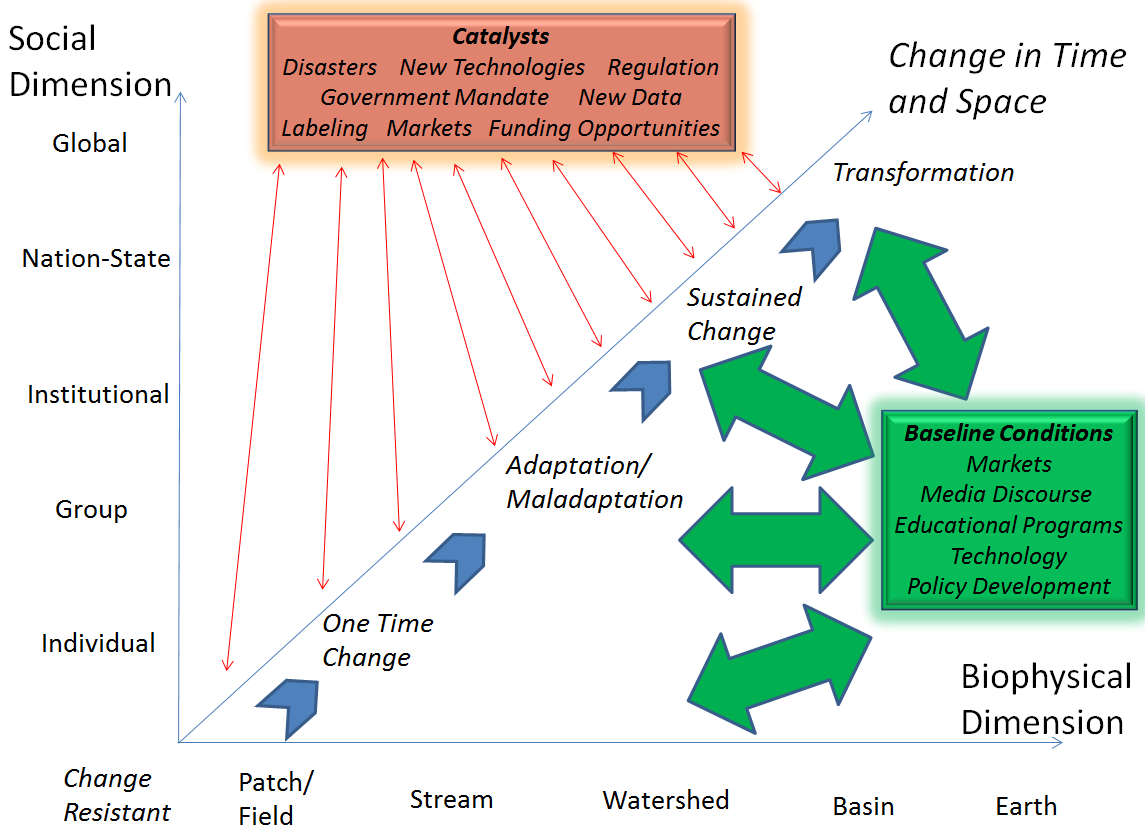 Social
Dimension
Catalysts
Disasters New Technologies Regulation
Government Mandate New Data
Labeling Markets Funding Opportunities
Change in Time
and Space
Global
Transformation
Nation-State
Sustained
Change
Institutional
Baseline Conditions
Markets
Media Discourse
Educational Programs
Technology
Policy Development
Adaptation/
Maladaptation
Group
One Time
Change
Individual
Biophysical
Dimension
Change
Resistant
Patch/
Field
Stream
Watershed
Basin
Earth